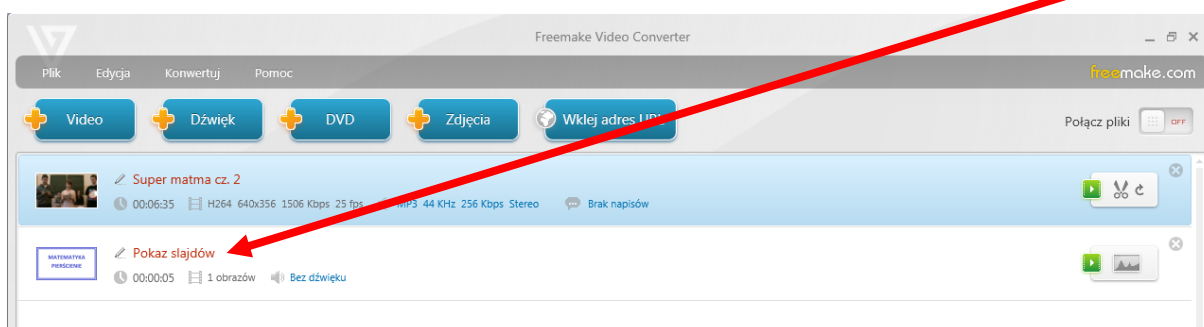 Freemake Video Converter
Plik Edycja Konwertuj Pomoc
freemake.com
Video Dźwięk DVD Zdjęcia Wklej adres URL
Połącz pliki OFF
Super matma cz. 2
00:06:35 H264 640x356 1506 Kbps 25 fps MP3 44 KHz 256 Kbps Stereo Brak napisów
MATEMATYKA
PIERŚCIENIE
Pokaz slajdów
00:00:05 1 obrazów Bez dźwięku